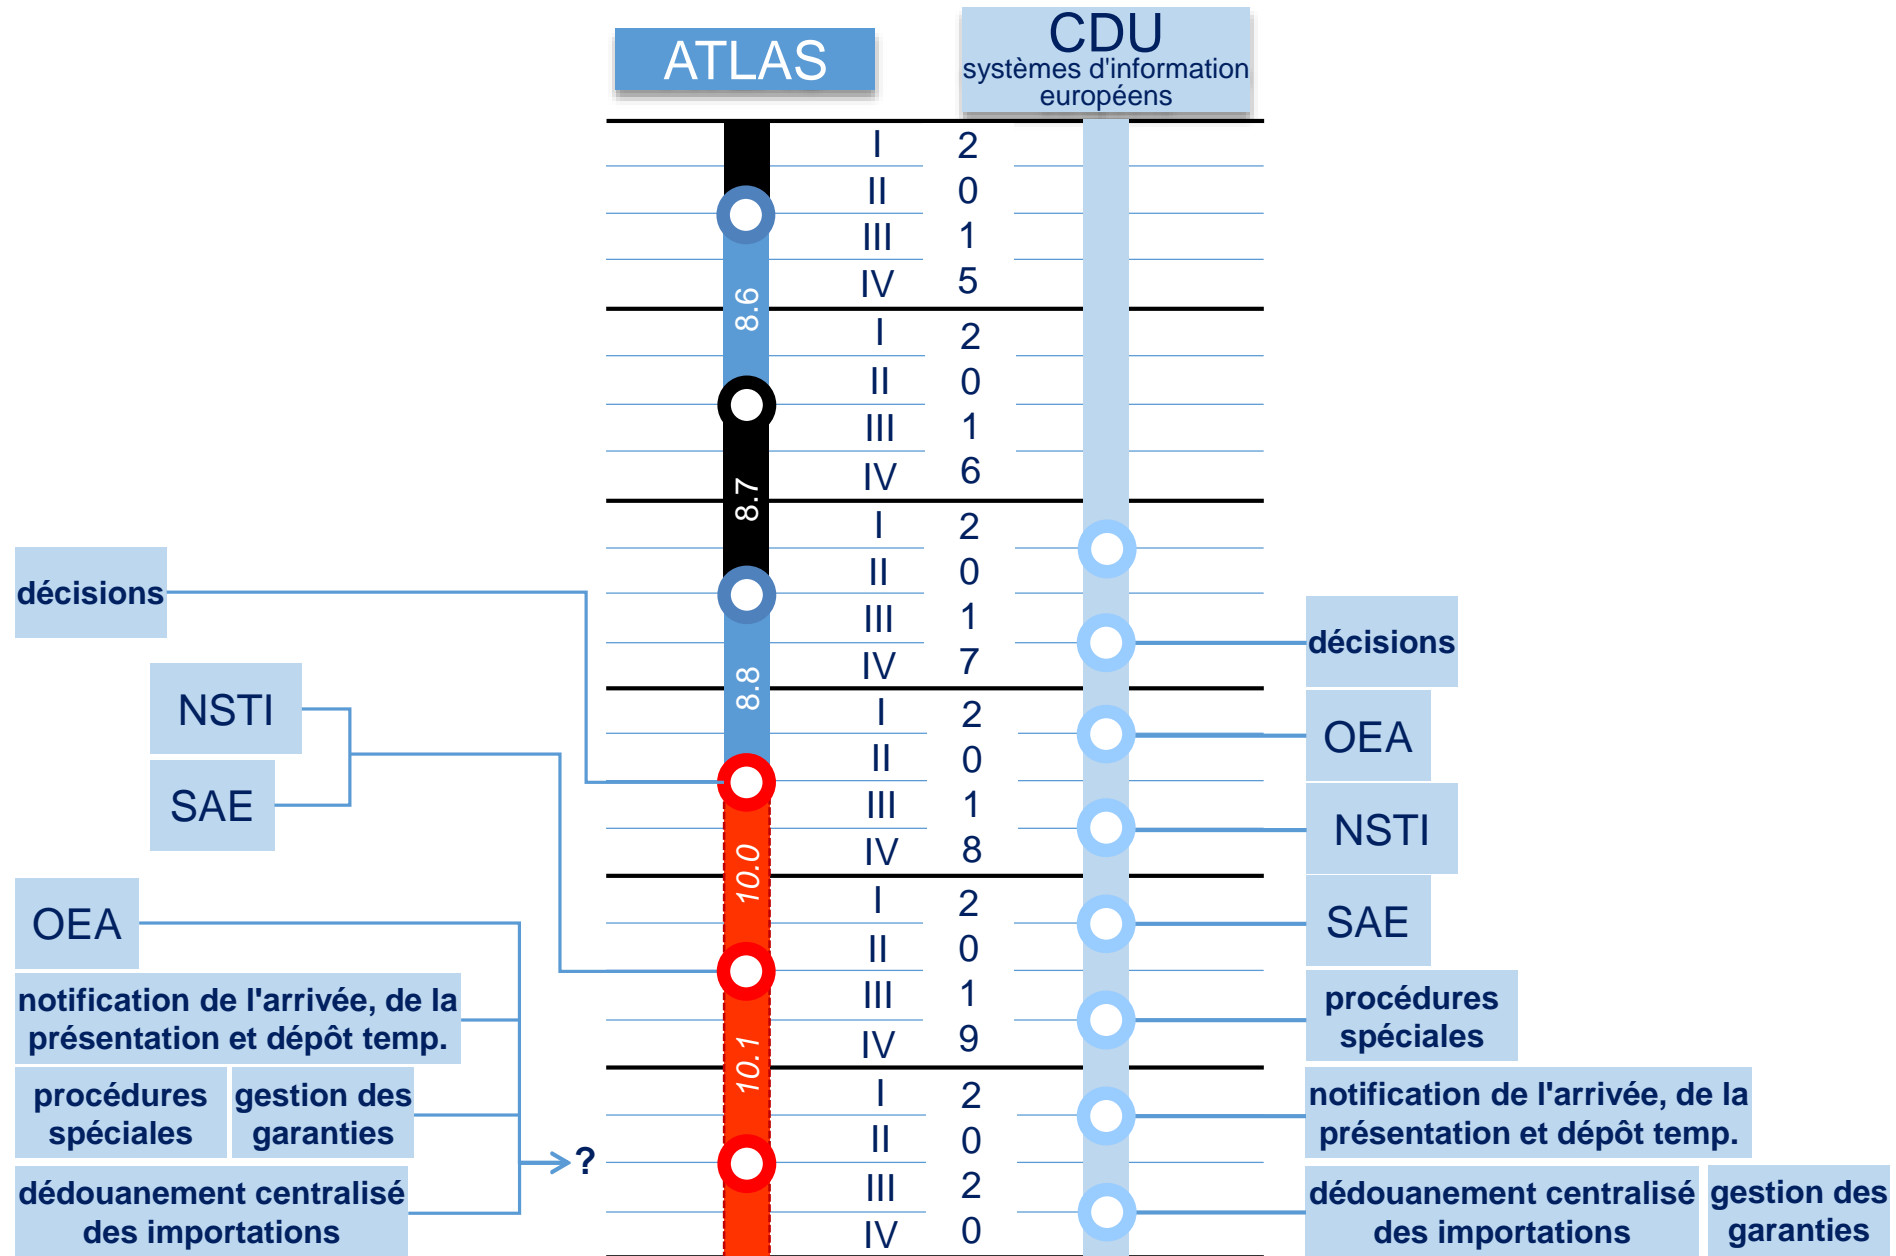 ATLAS
CDU
systèmes d'information
européens
I 2
II 0
III 1
IV 5
8.6
I 2
II 0
III 1
IV 6
8.7
I 2
II 0
III 1
IV 7
8.8
I 2
II 0
III 1
IV 8
10.0
I 2
II 0
III 1
IV 9
10.1
I 2
II 0
III 2
IV 0
décisions
NSTI
SAE
OEA
notification de l'arrivée, de la
présentation et dépôt temp.
procédures
spéciales
gestion des
garanties
dédouanement centralisé
des importations
?
décisions
OEA
NSTI
SAE
procédures
spéciales
notification de l'arrivée, de la
présentation et dépôt temp.
dédouanement centralisé
des importations
gestion des
garanties